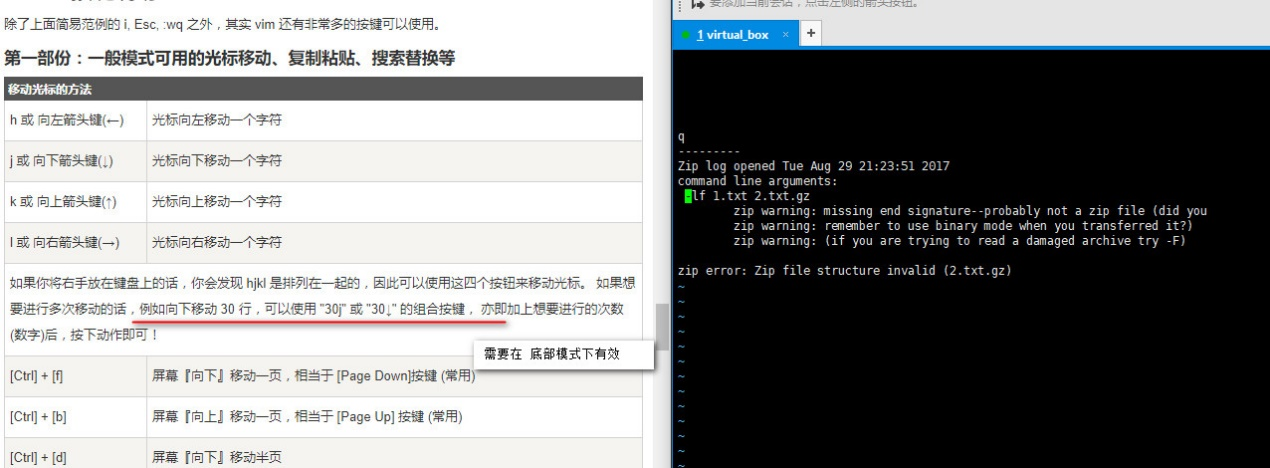 除了上面简易范例的 i, Esc, :wq 之外，其实 vim 还有非常多的按键可以使用。
第一部份：一般模式可用的光标移动、复制粘贴、搜索替换等
移动光标的方法
h 或 向左箭头键(←) 光标向左移动一个字符
j 或 向下箭头键(↓) 光标向下移动一个字符
k 或 向上箭头键(↑) 光标向上移动一个字符
l 或 向右箭头键(→) 光标向右移动一个字符
如果你将右手放在键盘上的话，你会发现 hjkl 是排列在一起的，因此可以使用这四个按钮来移动光标。 如果想
要进行多次移动的话，例如向下移动 30 行，可以使用 "30j" 或 "30↓" 的组合按键， 亦即加上想要进行的次数
(数字)后，按下动作即可！
需要在 底部模式下有效
[Ctrl] + [f] 屏幕『向下』移动一页，相当于 [Page Down]按键 (常用)
[Ctrl] + [b] 屏幕『向上』移动一页，相当于 [Page Up] 按键 (常用)
[Ctrl] + [d] 屏幕『向下』移动半页
要添加当前会话，点击左侧的箭头按钮。
1 virtual_box × +
q
---------
Zip log opened Tue Aug 29 21:23:51 2017
command line arguments:
-lf 1.txt 2.txt.gz
zip warning: missing end signature--probably not a zip file (did you
zip warning: remember to use binary mode when you transferred it?)
zip warning: (if you are trying to read a damaged archive try -F)
zip error: Zip file structure invalid (2.txt.gz)
~
~
~
~
~
~
~
~
~
~
~
~
~